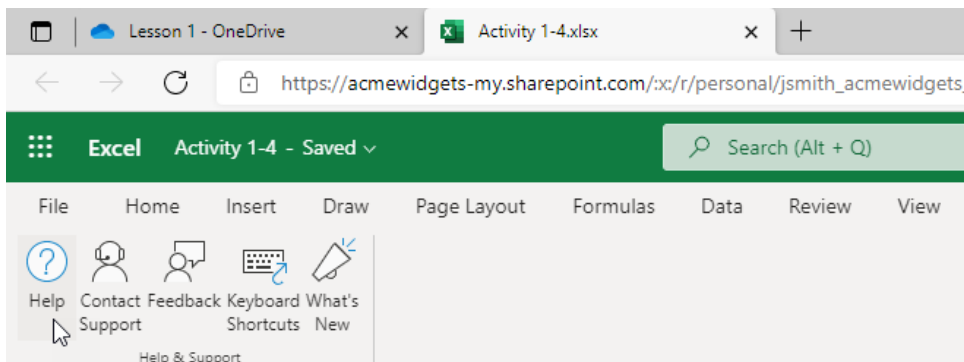 Lesson 1 - OneDrive
Activity 1-4.xlsx
https://acmewidgets-my.sharepoint.com/:x:/r/personal/jsmith_acmewidgets
Excel Activity 1-4 - Saved
Search (Alt + Q)
File Home Insert Draw Page Layout Formulas Data Review View
Help Contact Feedback Keyboard What's
Support Shortcuts New
Help & Support